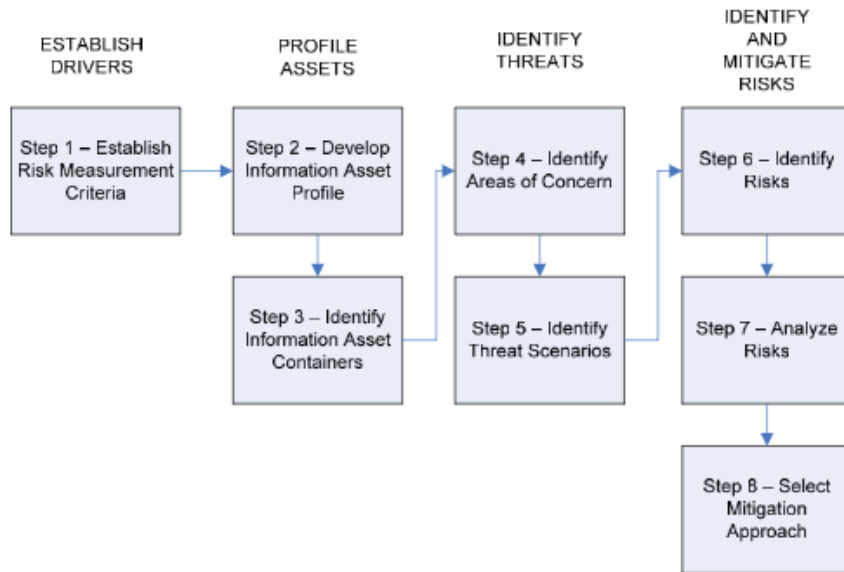 ESTABLISH
DRIVERS
PROFILE
ASSETS
IDENTIFY
THREATS
IDENTIFY
AND
MITIGATE
RISKS
Step 1 – Establish
Risk Measurement
Criteria
Step 2 – Develop
Information Asset
Profile
Step 3 – Identify
Information Asset
Containers
Step 4 – Identify
Areas of Concern
Step 5 – Identify
Threat Scenarios
Step 6 – Identify
Risks
Step 7 – Analyze
Risks
Step 8 – Select
Mitigation
Approach